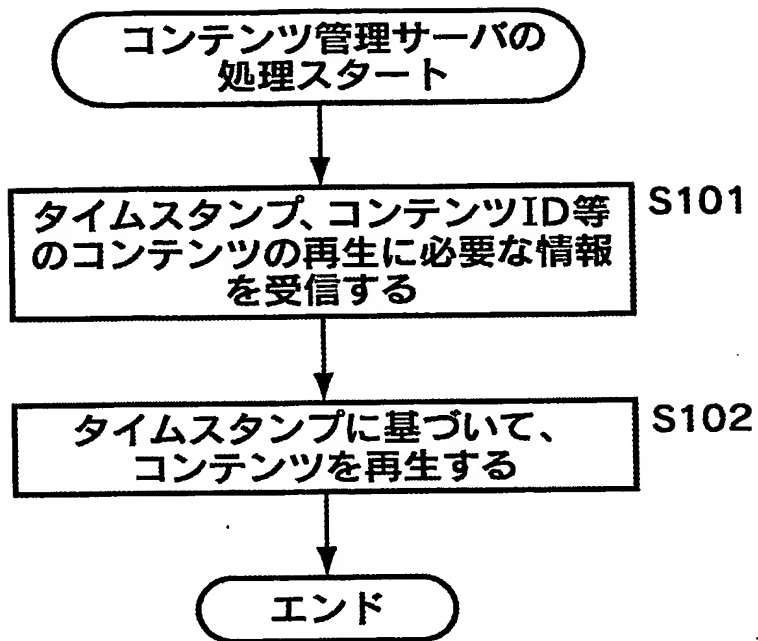 コンテンツ管理サーバの
処理スタート
タイムスタンプ、コンテンツID等
のコンテンツの再生に必要な情報
を受信する
S101
タイムスタンプに基づいて、
コンテンツを再生する
S102
エンド